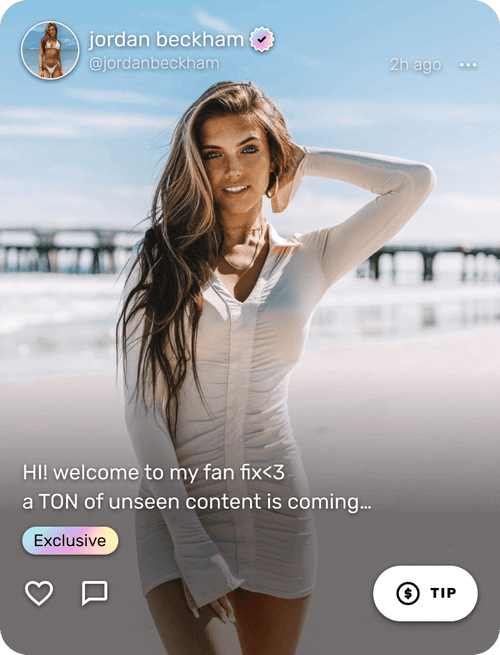 jordan beckham
@jordanbeckham
2h ago
HI! welcome to my fan fix<3
a TON of unseen content is coming…
Exclusive
TIP